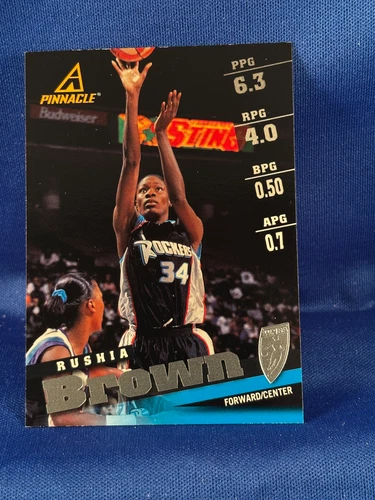 PINNACLE
PPG
6.3
RPG
4.0
BPG
0.50
APG
0.7
Budweiser
STING
ROCKERS
34
RUSHIA
Brown
FORWARD/CENTER